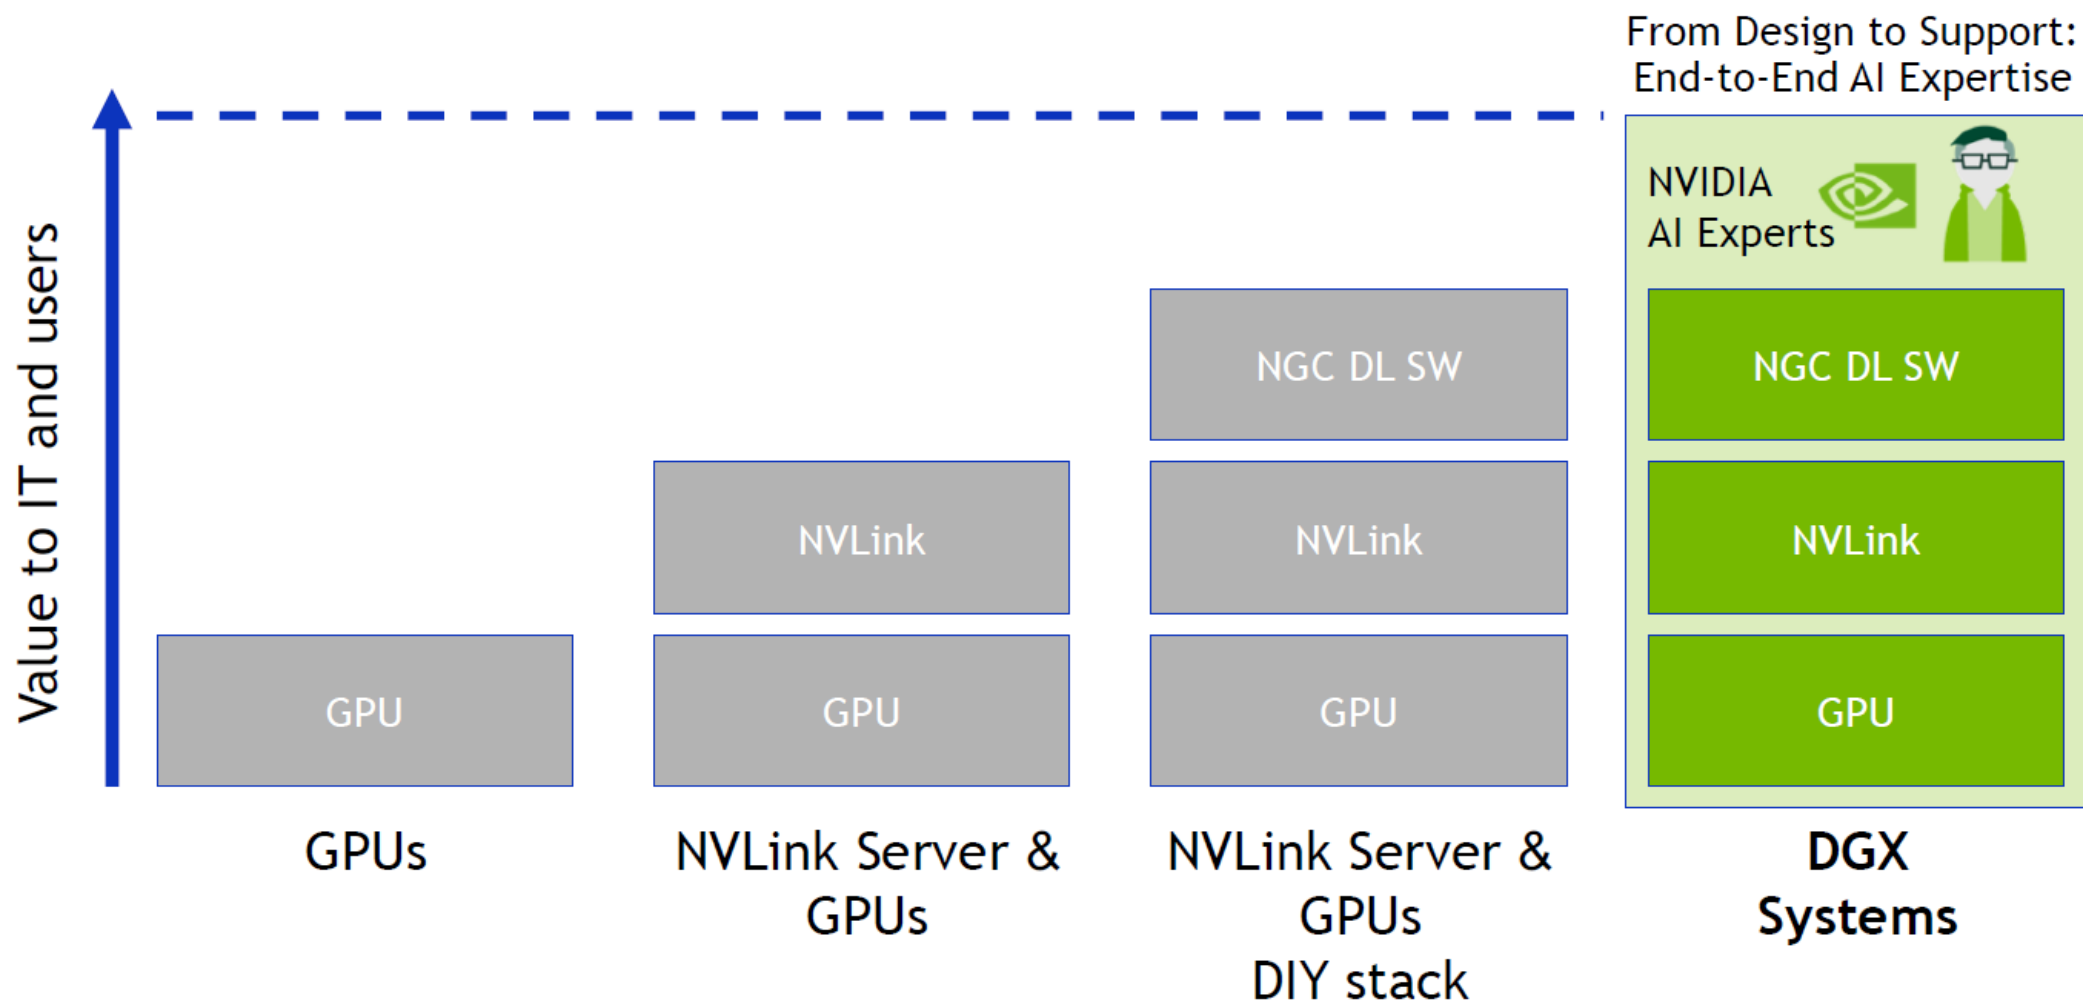 From Design to Support:
End-to-End AI Expertise
Value to IT and users
NVIDIA
AI Experts
NGC DL SW
NGC DL SW
NVLink
NVLink
NVLink
GPU
GPU
GPU
GPU
GPUs
NVLink Server &
GPUs
NVLink Server &
GPUs
DIY stack
DGX
Systems